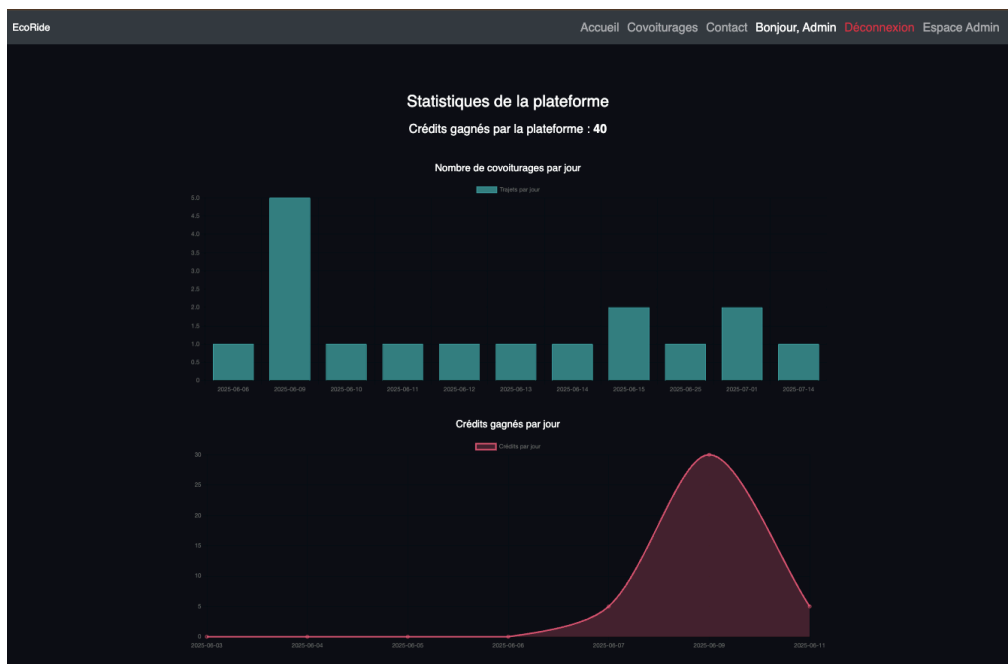 EcoRide
Accueil Covoiturages Contact Bonjour, Admin Déconnexion Espace Admin
Statistiques de la plateforme
Crédits gagnés par la plateforme : 40
Nombre de covoiturages par jour
Trajets par jour
5.0
4.5
4.0
3.5
3.0
2.5
2.0
1.5
1.0
0.5
0
2025-06-08 2025-06-09 2025-06-10 2025-06-11 2025-06-12 2025-06-13 2025-06-14 2025-06-15 2025-06-25 2025-07-01 2025-07-14
Crédits gagnés par jour
Crédits par jour
30
25
20
15
10
5
0
2025-06-03 2025-06-04 2025-06-05 2025-06-06 2025-06-07 2025-06-09 2025-06-11